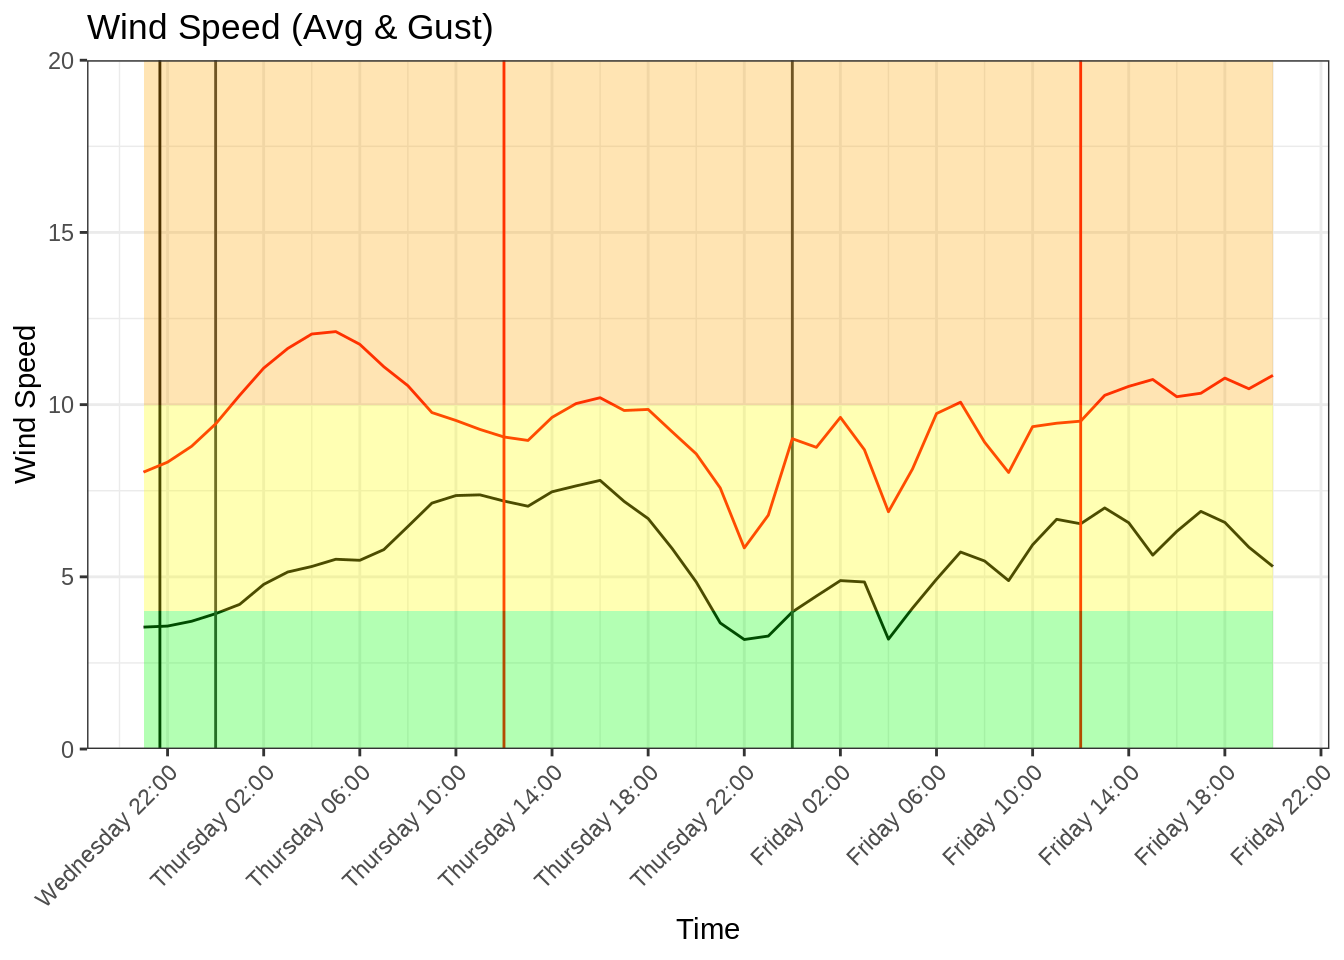 Wind Speed (Avg & Gust)
20
15
10
5
0
Wind Speed
Wednesday 22:00
Thursday 02:00
Thursday 06:00
Thursday 10:00
Thursday 14:00
Thursday 18:00
Thursday 22:00
Friday 02:00
Friday 06:00
Friday 10:00
Friday 14:00
Friday 18:00
Friday 22:00
Time